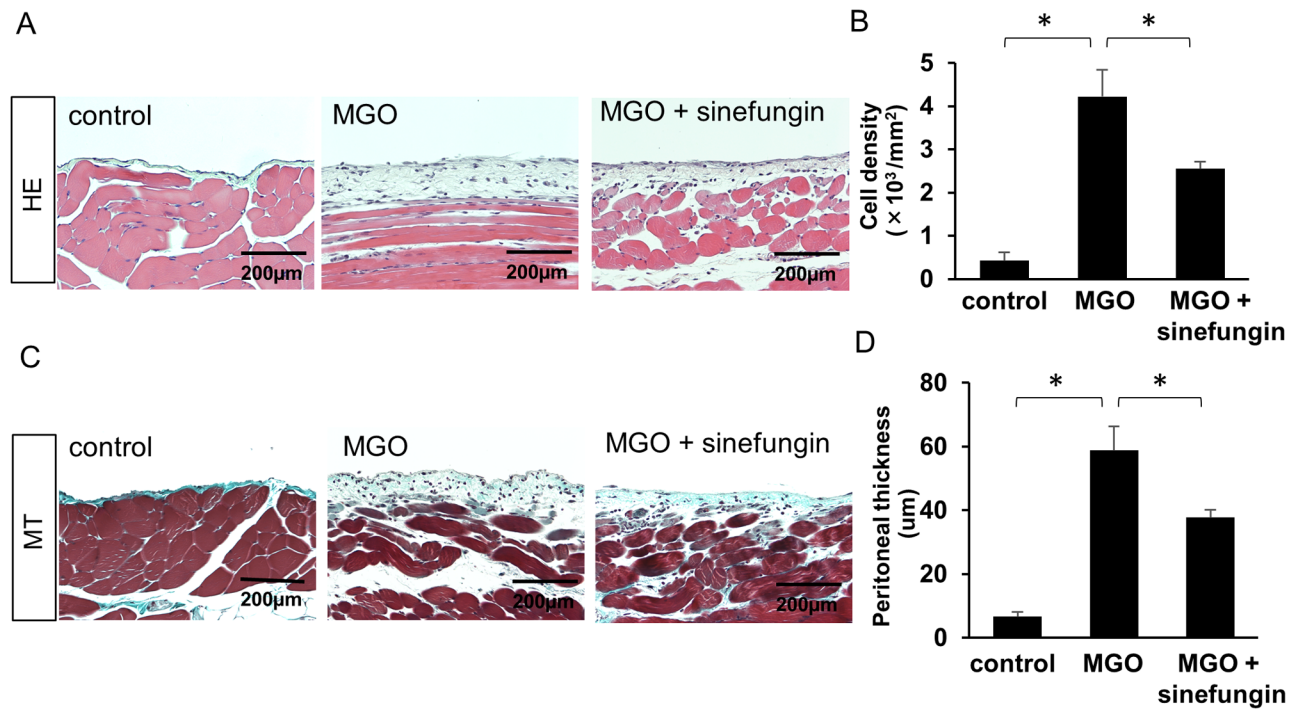 A
HE
control
MGO
MGO + sinefungin
200μm
200μm
200μm
B
* *
Cell density
(× 10³/mm²)
5
4
3
2
1
0
control
MGO
MGO +
sinefungin
C
MT
control
MGO
MGO + sinefungin
200μm
200μm
200μm
D
* *
Peritoneal thickness
(um)
80
60
40
20
0
control
MGO
MGO +
sinefungin